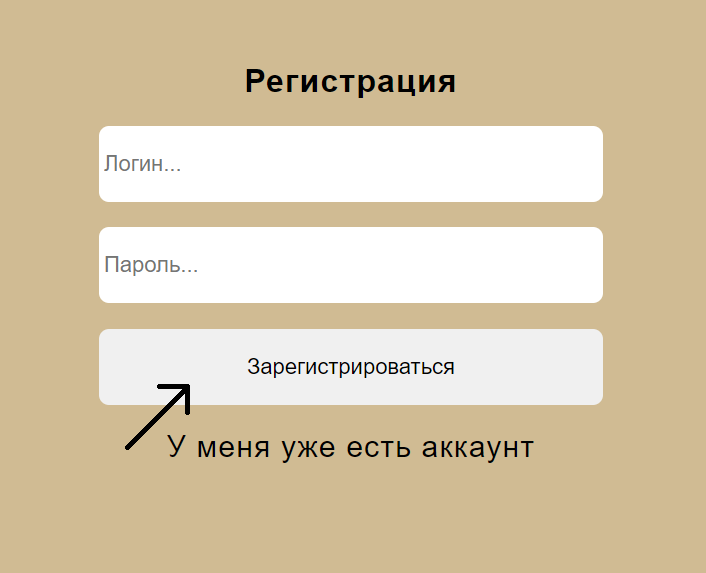 Регистрация
Логин...
Пароль...
Зарегистрироваться
У меня уже есть аккаунт